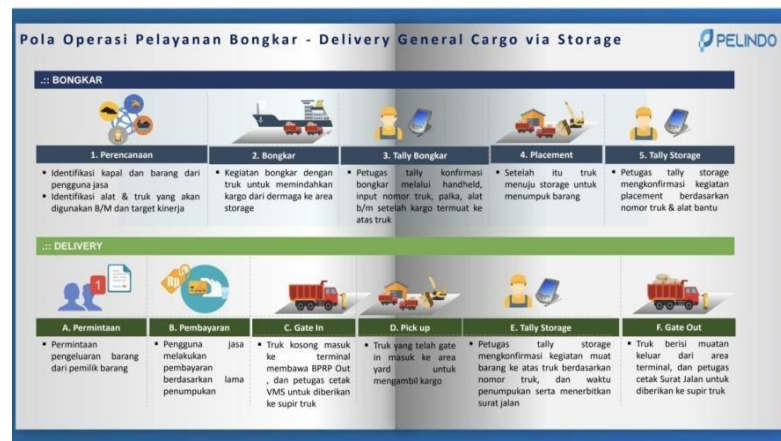 Pola Operasi Pelayanan Bongkar - Delivery General Cargo via Storage
PELINDO
.:: BONGKAR
1. Perencanaan
▪ Identifikasi kapal dan barang dari
pengguna jasa
▪ Identifikasi alat & truk yang akan
digunakan B/M dan target kinerja
2. Bongkar
▪ Kegiatan bongkar dengan
truk untuk memindahkan
kargo dari dermaga ke area
storage
3. Tally Bongkar
▪ Petugas tally konfirmasi
bongkar melalui handheld,
input nomor truk, palka, alat
b/m setelah kargo termuat ke
atas truk
4. Placement
▪ Setelah itu truk
menuju storage untuk
menumpuk barang
5. Tally Storage
▪ Petugas tally storage
mengkonfirmasi kegiatan
placement berdasarkan
nomor truk & alat bantu
.:: DELIVERY
1
Rp
A. Permintaan
▪ Permintaan
pengeluaran barang
dari pemilik barang
B. Pembayaran
▪ Pengguna jasa
melakukan
pembayaran
berdasarkan lama
penumpukan
C. Gate In
▪ Truk kosong masuk
ke terminal
membawa BPRP Out
, dan petugas cetak
VMS untuk diberikan
ke supir truk
D. Pick up
▪ Truk yang telah gate
in masuk ke area
yard untuk
mengambil kargo
E. Tally Storage
▪ Petugas tally storage
mengkonfirmasi kegiatan muat
barang ke atas truk berdasarkan
nomor truk, dan waktu
penumpukan serta menerbitkan
surat jalan
F. Gate Out
▪ Truk berisi muatan
keluar dari area
terminal, dan petugas
cetak Surat Jalan untuk
diberikan ke supir truk